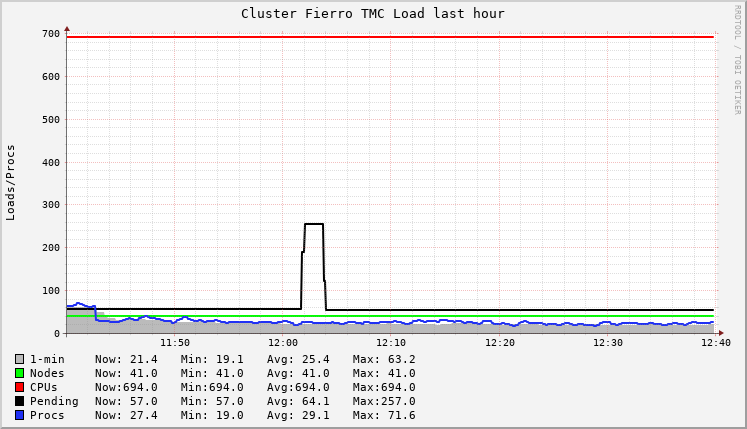 Cluster Fierro TMC Load last hour
RRDTOOL / TOBI OETIKER
Loads/Procs
700
600
500
400
300
200
100
0
11:50 12:00 12:10 12:20 12:30 12:40
1-min Now: 21.4 Min: 19.1 Avg: 25.4 Max: 63.2
Nodes Now: 41.0 Min: 41.0 Avg: 41.0 Max: 41.0
CPUs Now:694.0 Min:694.0 Avg:694.0 Max:694.0
Pending Now: 57.0 Min: 57.0 Avg: 64.1 Max:257.0
Procs Now: 27.4 Min: 19.0 Avg: 29.1 Max: 71.6